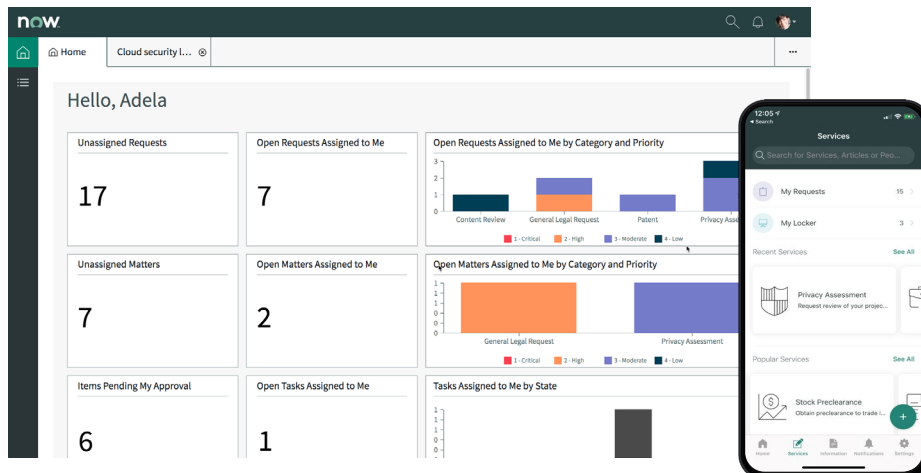 now.
Home
Cloud security l...
...
Hello, Adela
Unassigned Requests
17
Open Requests Assigned to Me
7
Open Requests Assigned to Me by Category and Priority
3
2
1
0
Content Review
General Legal Request
Patent
Privacy Asse
1 - Critical
2 - High
3 - Moderate
4 - Low
Unassigned Matters
7
Open Matters Assigned to Me
2
Open Matters Assigned to Me by Category and Priority
1
1
1
0
0
0
General Legal Request
Privacy Assessment
1 - Critical
2 - High
3 - Moderate
4 - Low
Items Pending My Approval
6
Open Tasks Assigned to Me
1
Tasks Assigned to Me by State
1
1
1
0
0
12:05
Search
Services
Search for Services, Articles or Peo...
My Requests
15
My Locker
3
Recent Services
See All
Privacy Assessment
Request review of your projec...
Popular Services
See All
Stock Preclearance
Obtain preclearance to trade i...
Home
Services
Information
Notifications
Settings